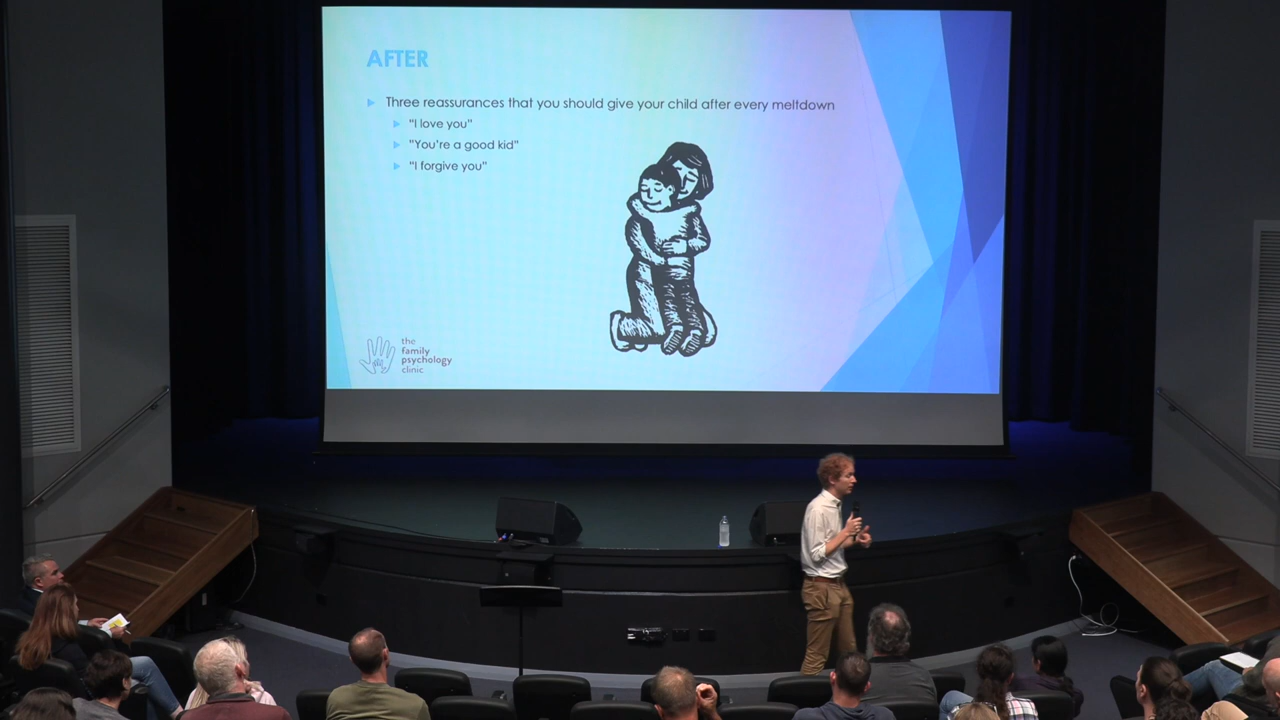 AFTER
Three reassurances that you should give your child after every meltdown
"I love you"
"You're a good kid"
"I forgive you"
the
family
psychology
clinic